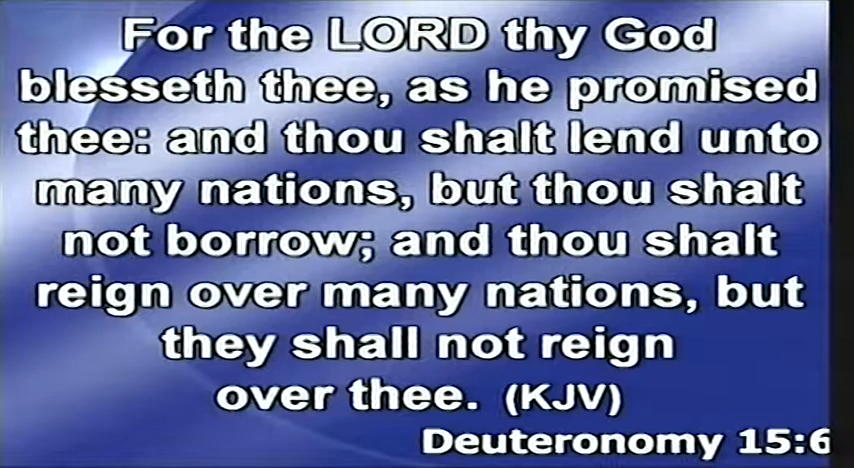 For the LORD thy God
blesseth thee, as he promised
thee: and thou shalt lend unto
many nations, but thou shalt
not borrow; and thou shalt
reign over many nations, but
they shall not reign
over thee. (KJV)
Deuteronomy 15:6